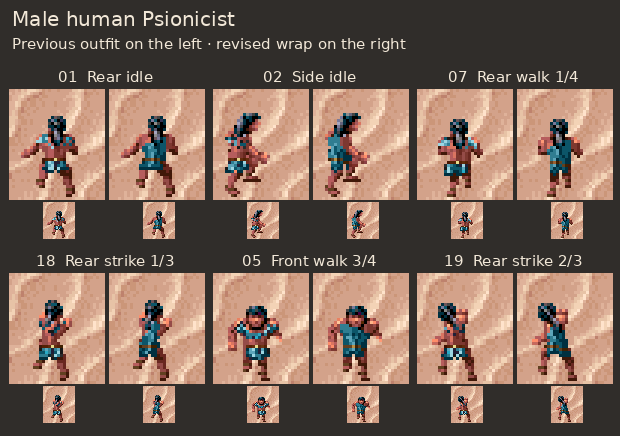 Male human Psionicist
Previous outfit on the left · revised wrap on the right
01 Rear idle
02 Side idle
07 Rear walk 1/4
18 Rear strike 1/3
05 Front walk 3/4
19 Rear strike 2/3